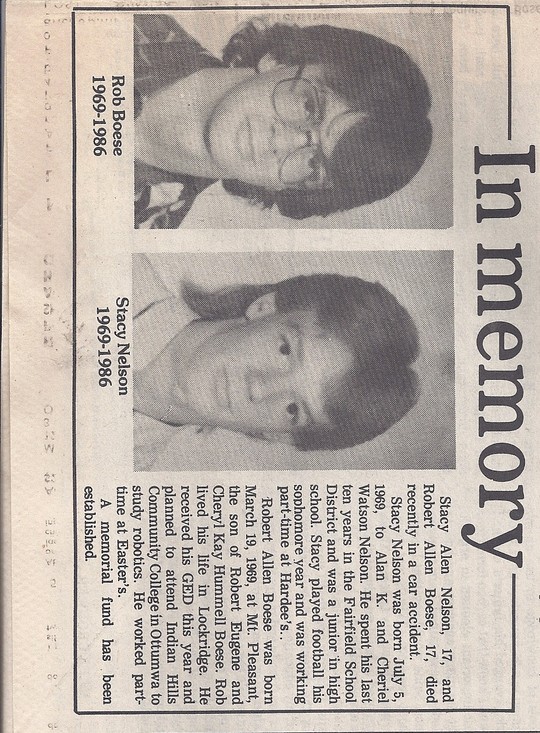 In memory
Rob Boese
1969-1986
Stacy Nelson
1969-1986
Stacy Alen Nelson, 17, and
Robert Allen Boese, 17, died
recently in a car accident.
Stacy Nelson was born July 5,
1969, to Alan K. and Cheriel
Watson Nelson. He spent his last
ten years in the Fairfield School
District and was a junior in high
school. Stacy played football his
sophomore year and was working
part-time at Hardee's..
Robert Allen Boese was born
March 19, 1969, at Mt. Pleasant,
the son of Robert Eugene and
Cheryl Kay Hummell Boese. Rob
lived his life in Lockridge. He
received his GED this year and
planned to attend Indian Hills
Community College in Ottumwa to
study robotics. He worked part-
time at Easter's.
A memorial fund has been
established.